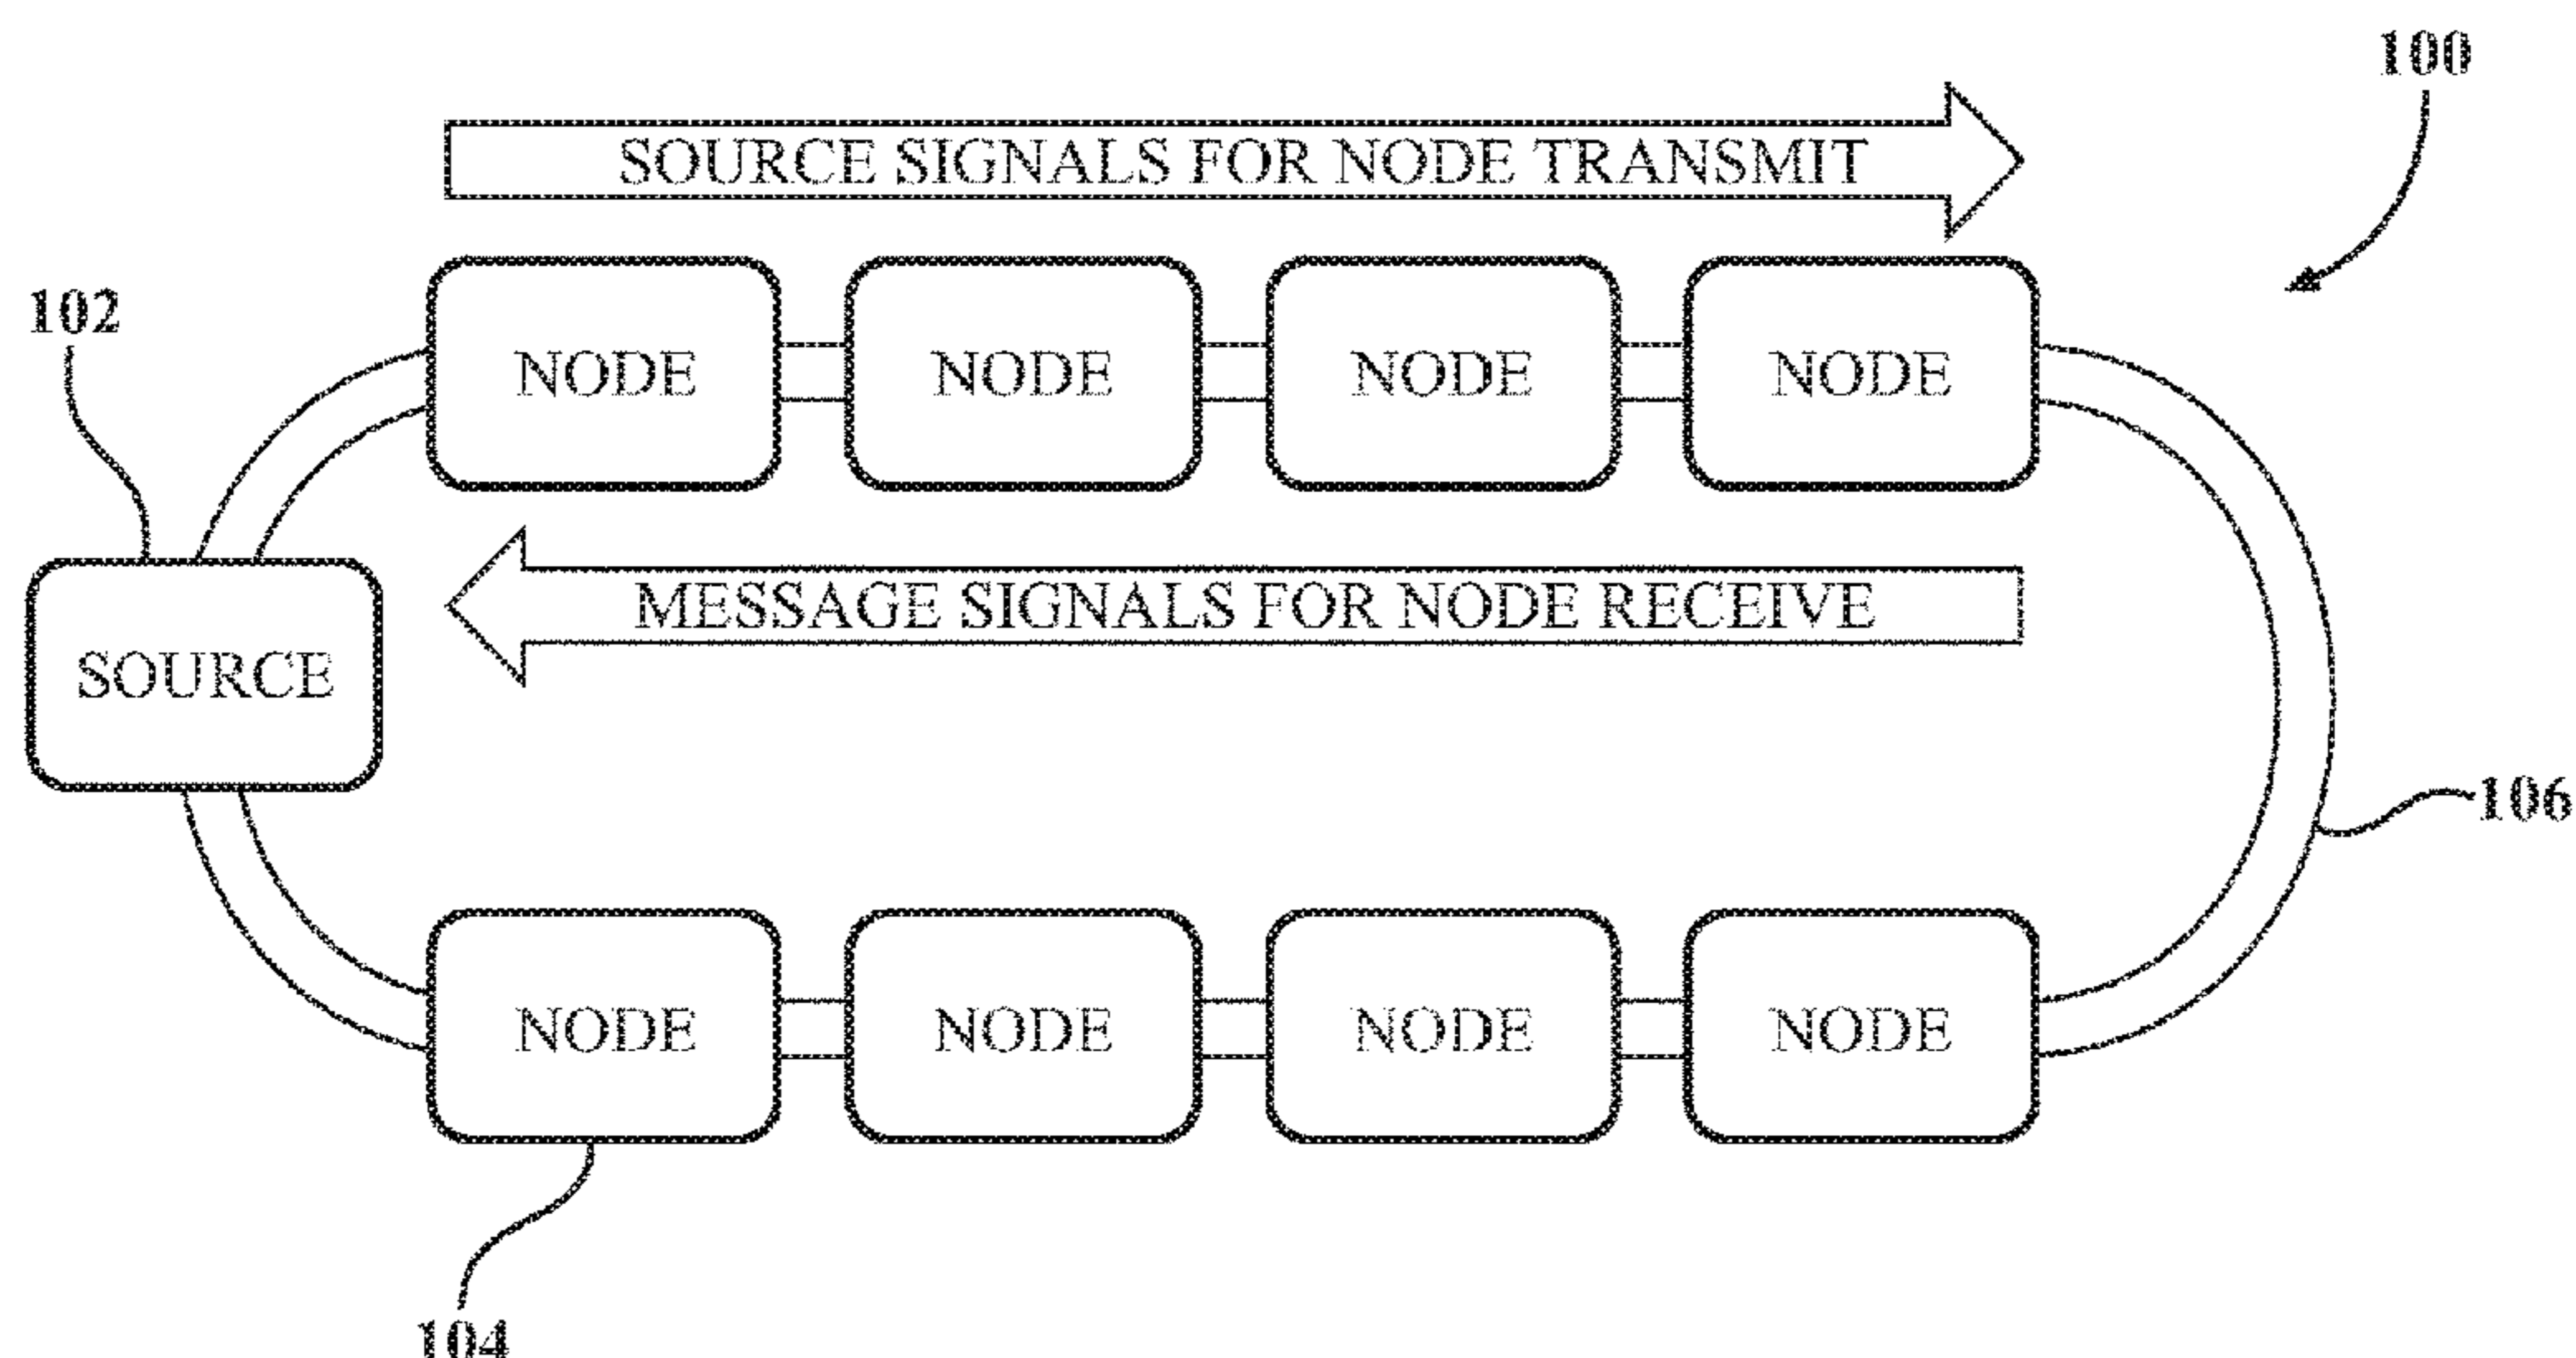 100
SOURCE SIGNALS FOR NODE TRANSMIT
102
NODE NODE NODE NODE
MESSAGE SIGNALS FOR NODE RECEIVE
SOURCE
106
NODE NODE NODE NODE
104